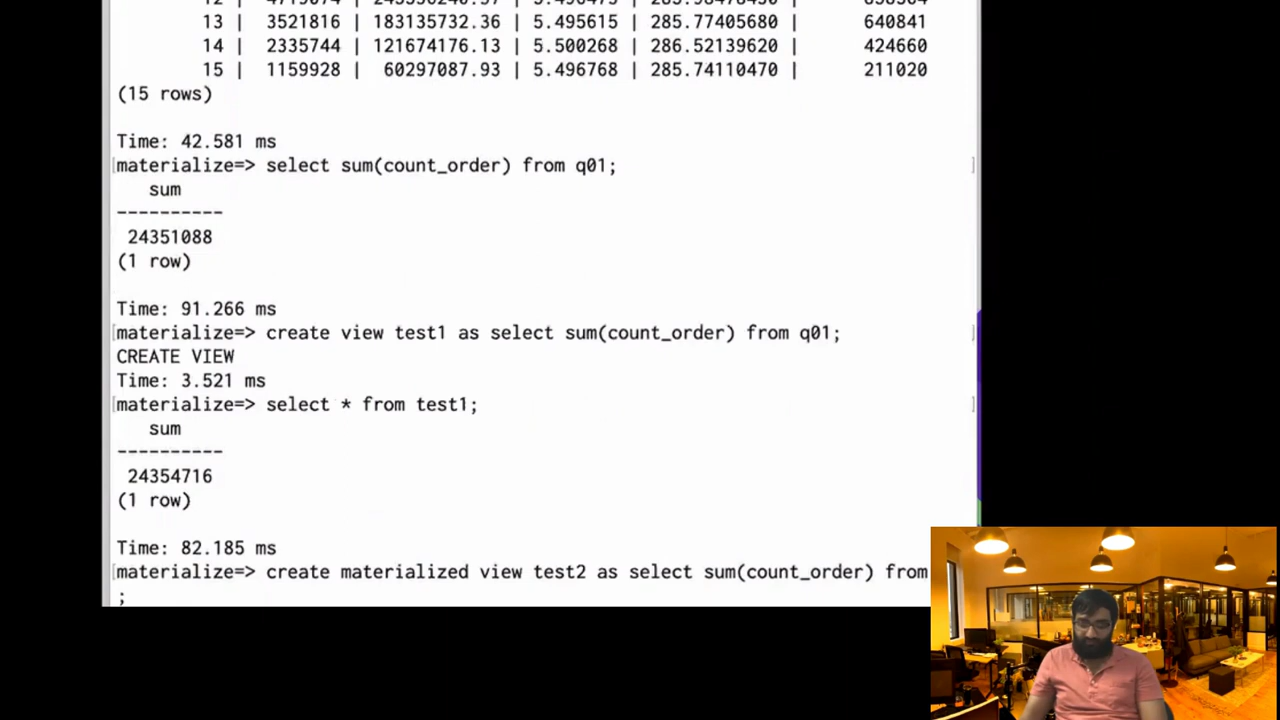 13 | 3521816 | 183135732.36 | 5.495615 | 285.77405680 | 640841
14 | 2335744 | 121674176.13 | 5.500268 | 286.52139620 | 424660
15 | 1159928 | 60297087.93 | 5.496768 | 285.74110470 | 211020
(15 rows)
Time: 42.581 ms
[materialize=> select sum(count_order) from q01; ]
sum
----------
24351088
(1 row)
Time: 91.266 ms
[materialize=> create view test1 as select sum(count_order) from q01; ]
CREATE VIEW
Time: 3.521 ms
[materialize=> select * from test1; ]
sum
----------
24354716
(1 row)
Time: 82.185 ms
[materialize=> create materialized view test2 as select sum(count_order) from
;